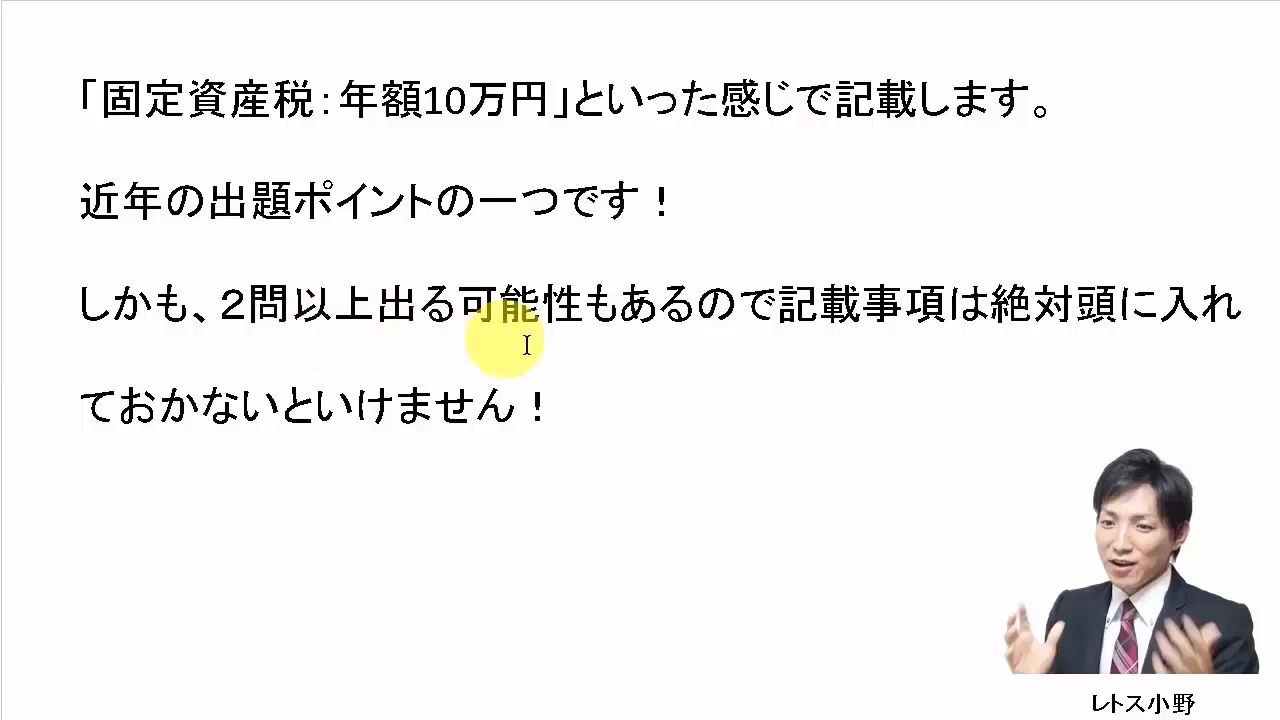 「固定資産税：年額10万円」といった感じで記載します。
近年の出題ポイントの一つです！
しかも、２問以上出る可能性もあるので記載事項は絶対頭に入れ
ておかないといけません！
レトス小野